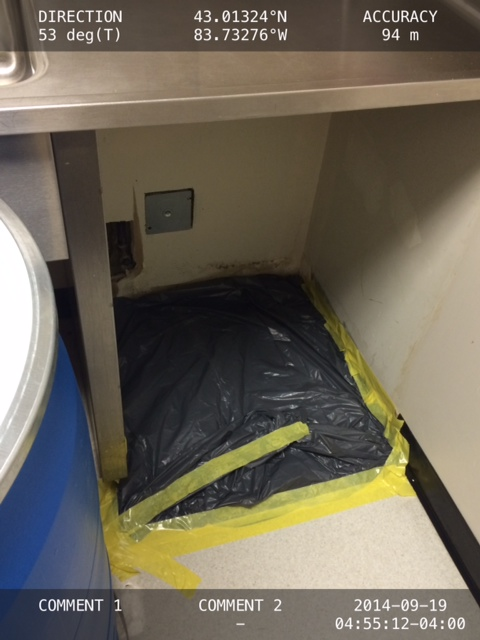 DIRECTION 43.01324°N ACCURACY
53 deg(T) 83.73276°W 94 m
COMMENT 1 COMMENT 2 2014-09-19
- 04:55:12-04:00